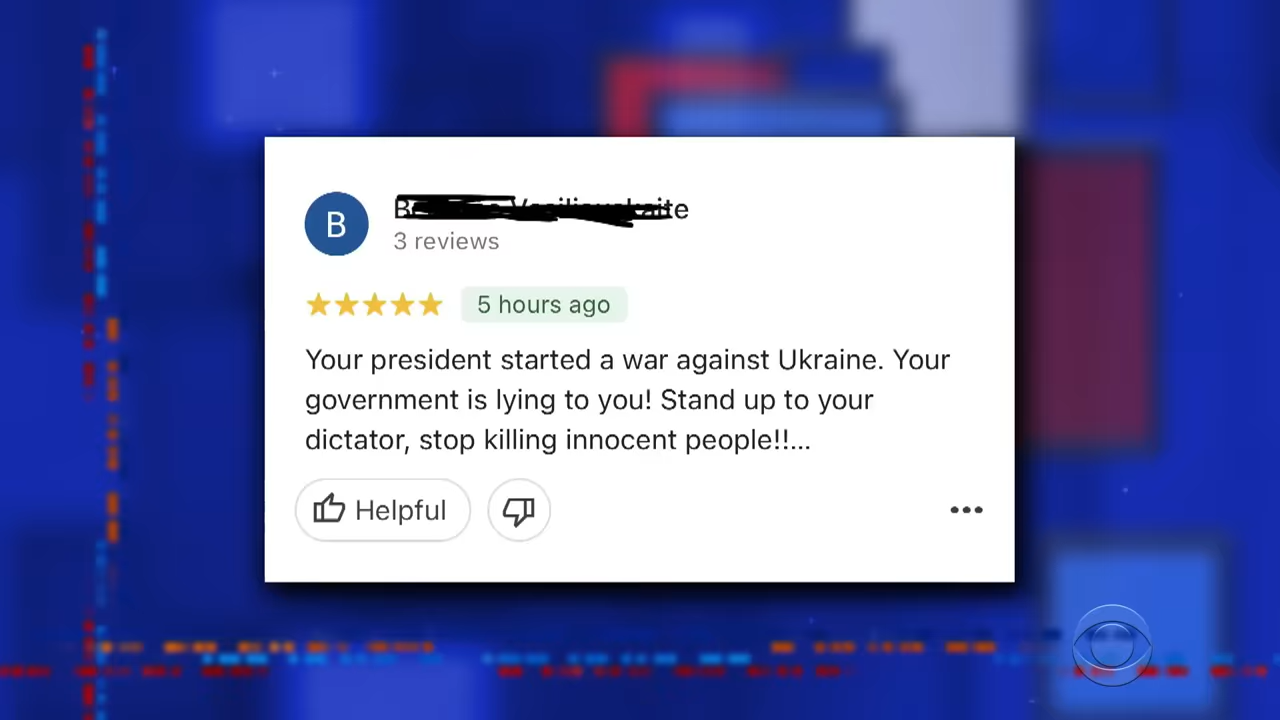 B
3 reviews
5 hours ago
Your president started a war against Ukraine. Your
government is lying to you! Stand up to your
dictator, stop killing innocent people!!...
Helpful